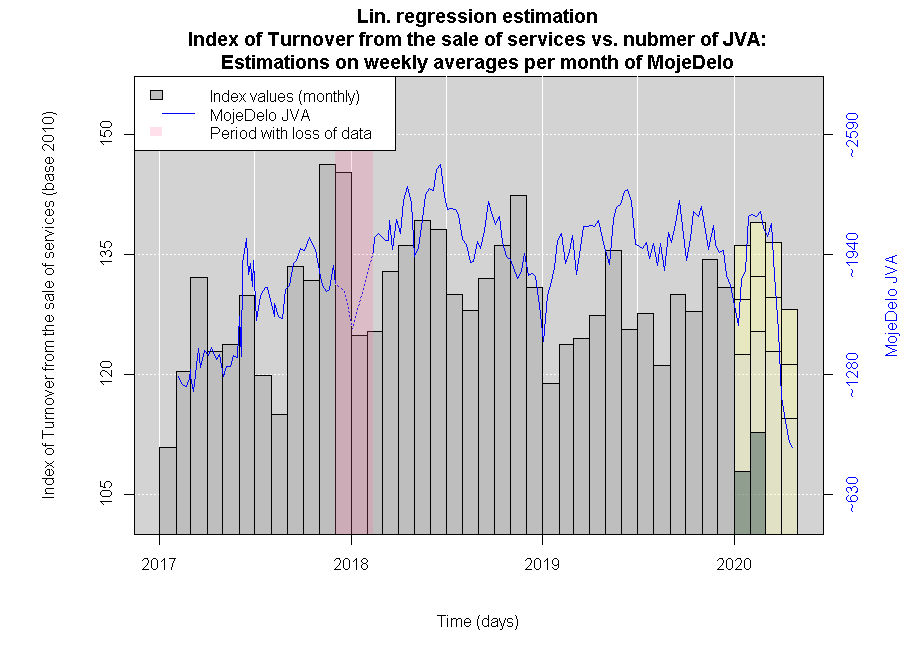 Lin. regression estimation
Index of Turnover from the sale of services vs. nubmer of JVA:
Estimations on weekly averages per month of MojeDelo
Index values (monthly)
MojeDelo JVA
Period with loss of data
Index of Turnover from the sale of services (base 2010)
150
135
120
105
~2590
~1940
~1280
~630
MojeDelo JVA
2017
2018
2019
2020
Time (days)